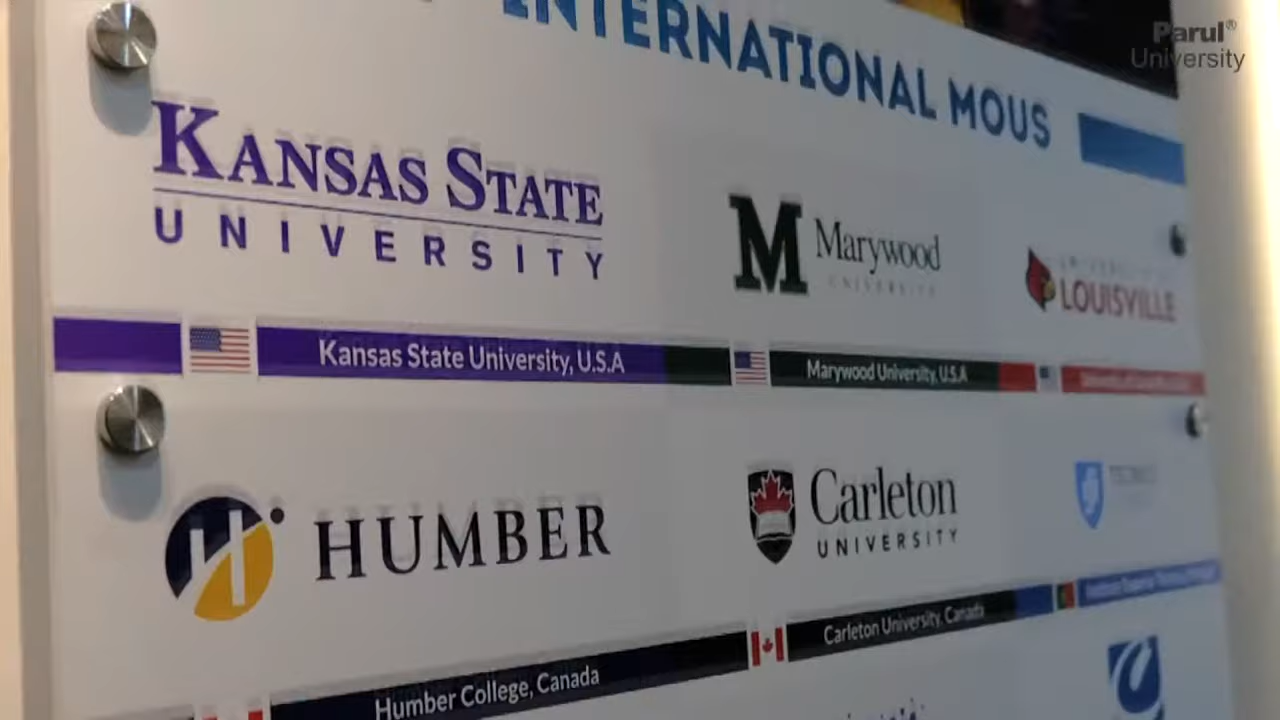 Parul®
University
INTERNATIONAL MOUS
KANSAS STATE
UNIVERSITY
M Marywood
UNIVERSITY
LOUISVILLE
Kansas State University, U.S.A
Marywood University, U.S.A
HUMBER
Carleton
UNIVERSITY
Humber College, Canada
Carleton University, Canada